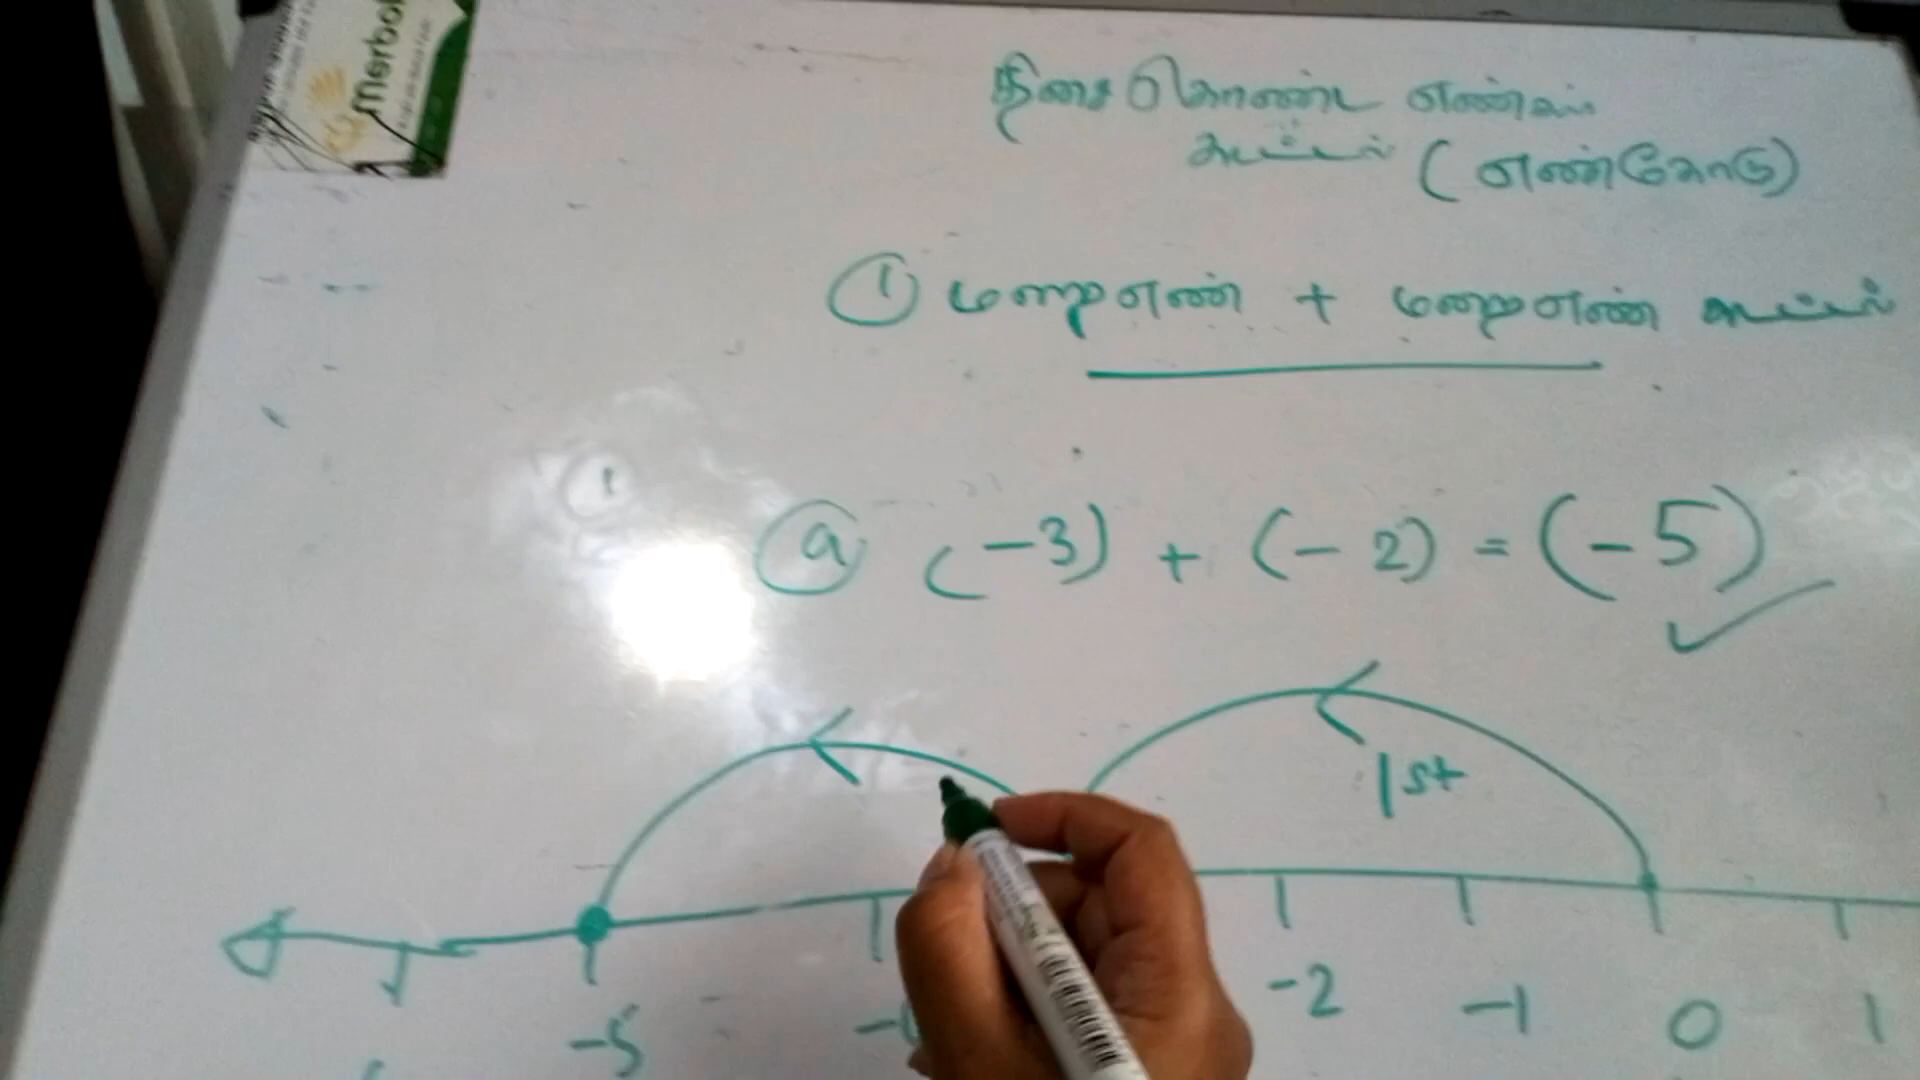 திசை கொண்ட எண்கள்
கூட்டல் (எண்கோடு)
① மறை எண் + மறை எண் கூட்டல்
ⓐ (-3) + (-2) = (-5)
1st
-5 -2 -1 0 1